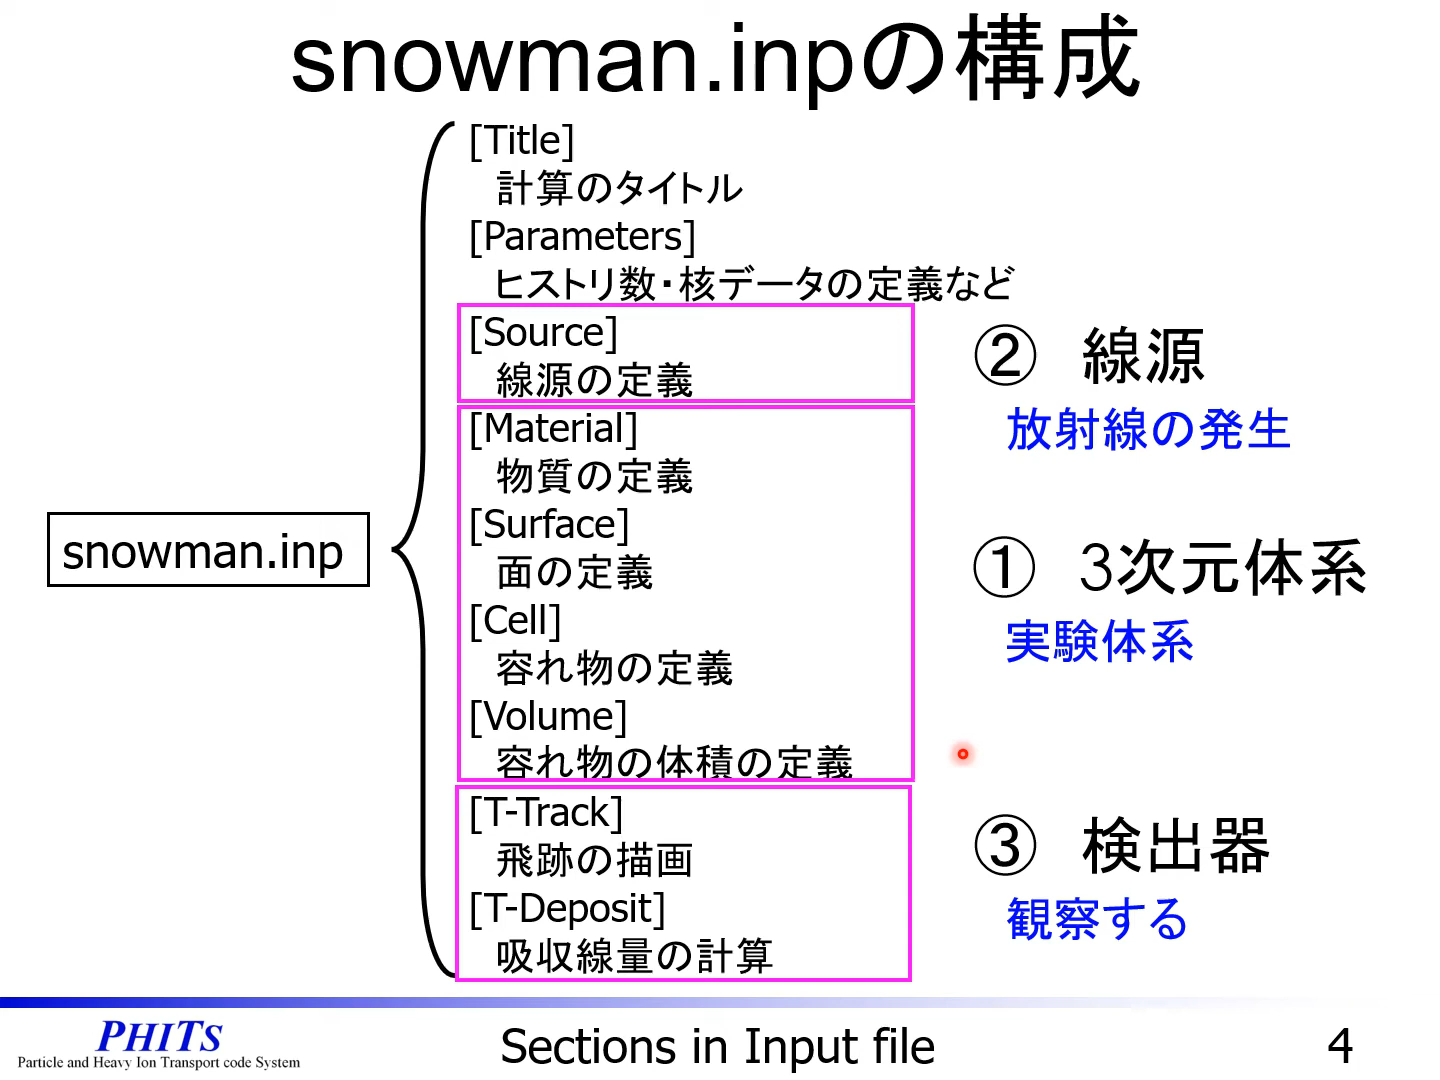 snowman.inpの構成
[Title]
計算のタイトル
[Parameters]
ヒストリ数・核データの定義など
[Source]
線源の定義
② 線源
放射線の発生
[Material]
物質の定義
[Surface]
面の定義
[Cell]
容れ物の定義
[Volume]
容れ物の体積の定義
① 3次元体系
実験体系
snowman.inp
[T-Track]
飛跡の描画
[T-Deposit]
吸収線量の計算
③ 検出器
観察する
PHITS
Particle and Heavy Ion Transport code System
Sections in Input file
4